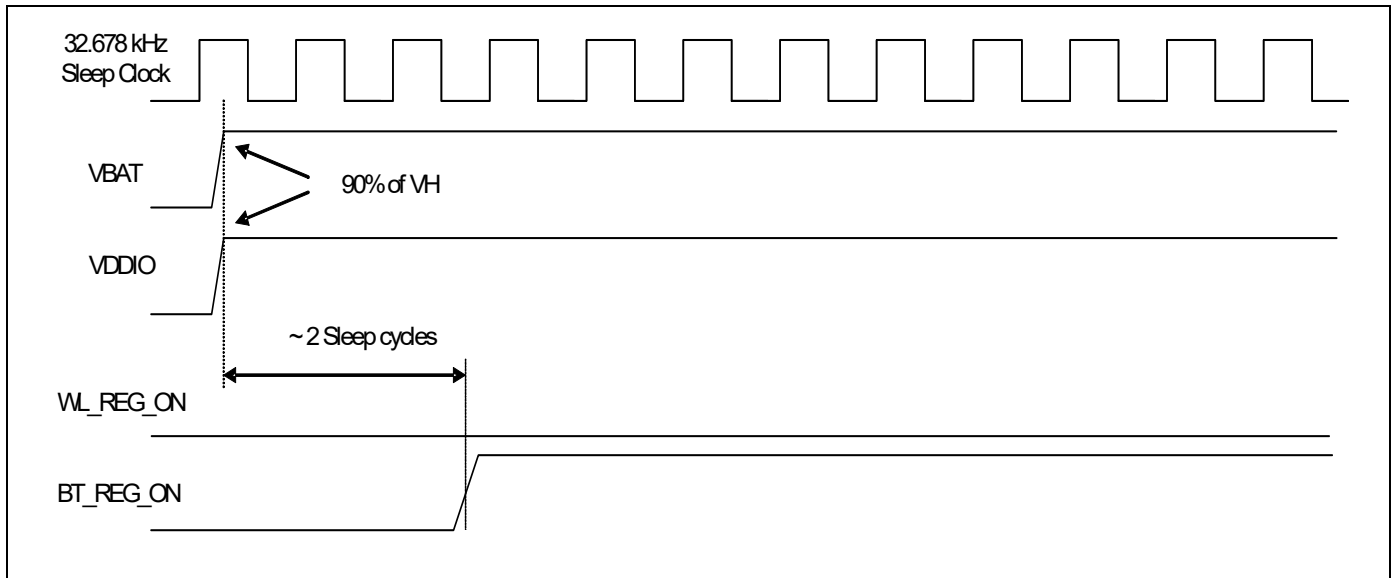 32.678 kHz
Sleep Clock
VBAT
90% of VH
VDDIO
~ 2 Sleep cycles
WL_REG_ON
BT_REG_ON